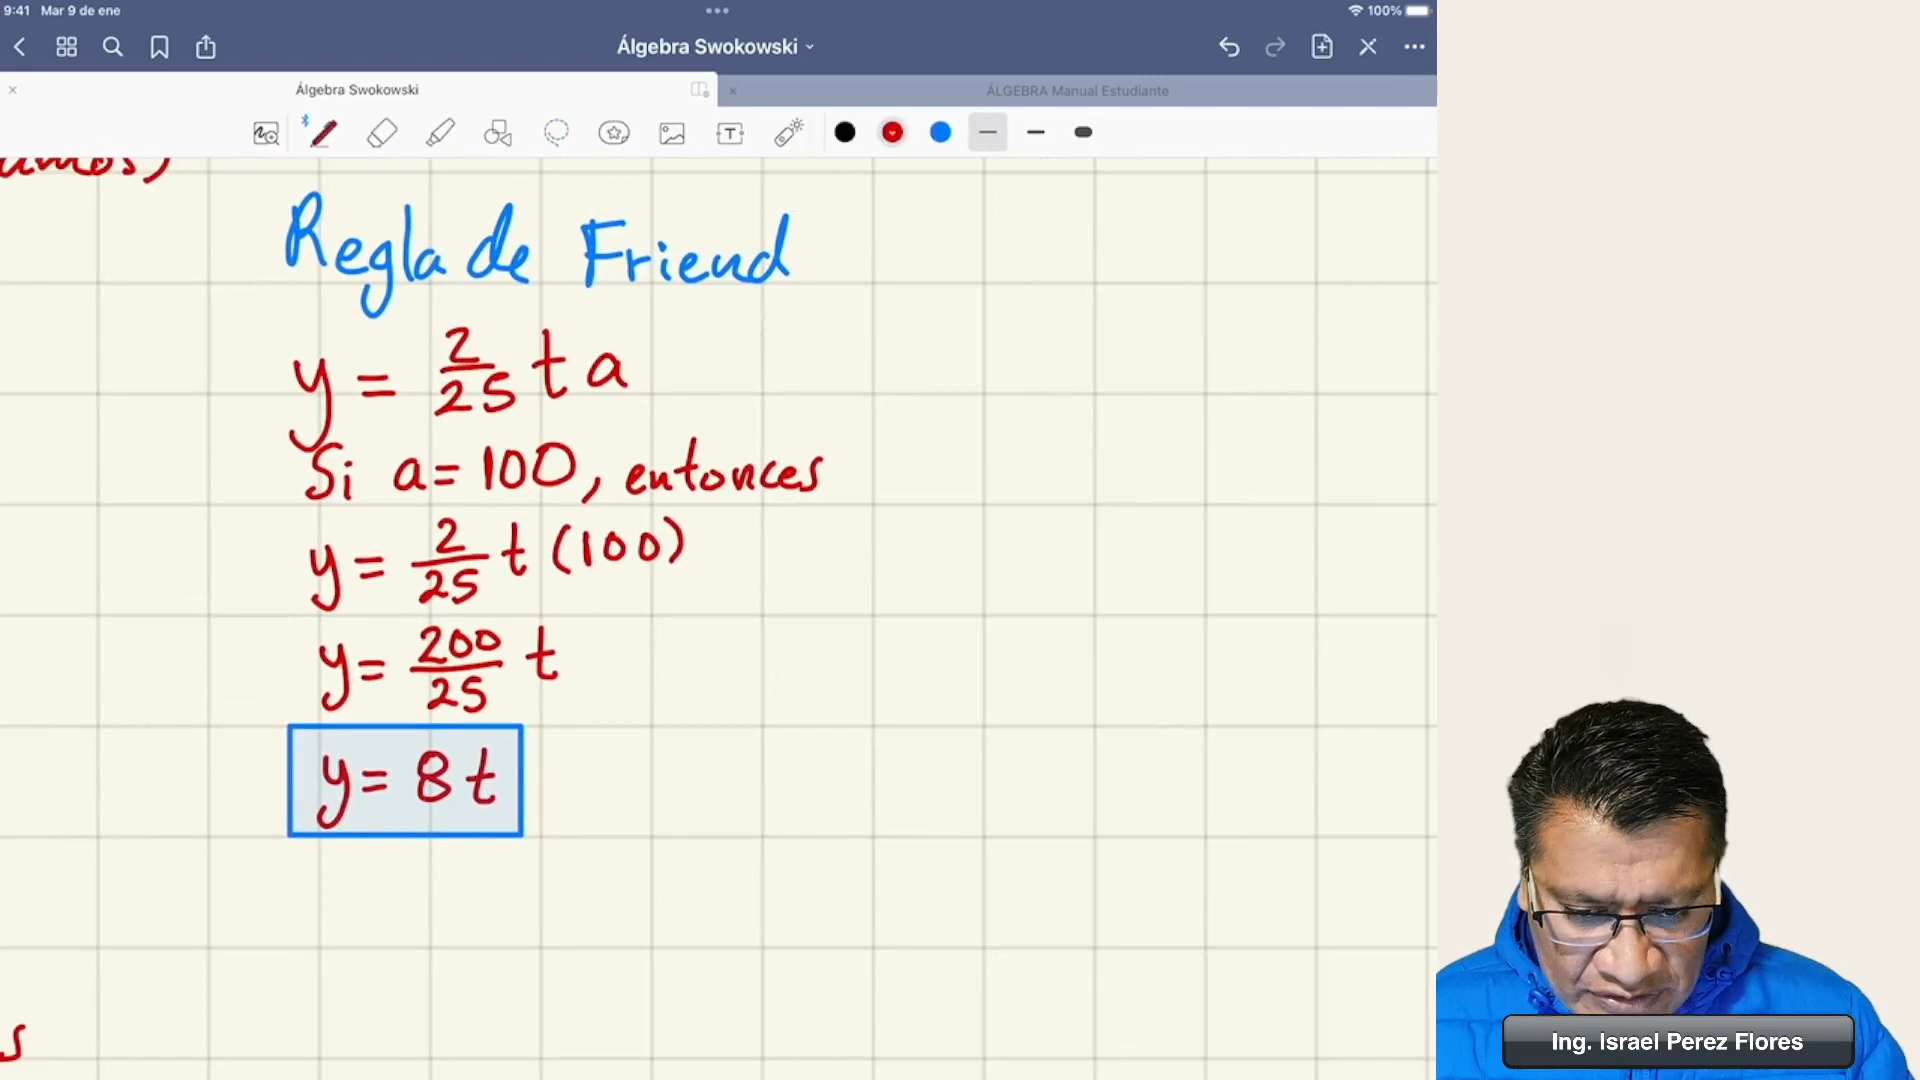 9:41 Mar 9 de ene
100%
Álgebra Swokowski
Álgebra Swokowski
ÁLGEBRA Manual Estudiante
Regla de Friend
y = 2/25 t a
Si a = 100, entonces
y = 2/25 t (100)
y = 200/25 t
y = 8 t
Ing. Israel Perez Flores